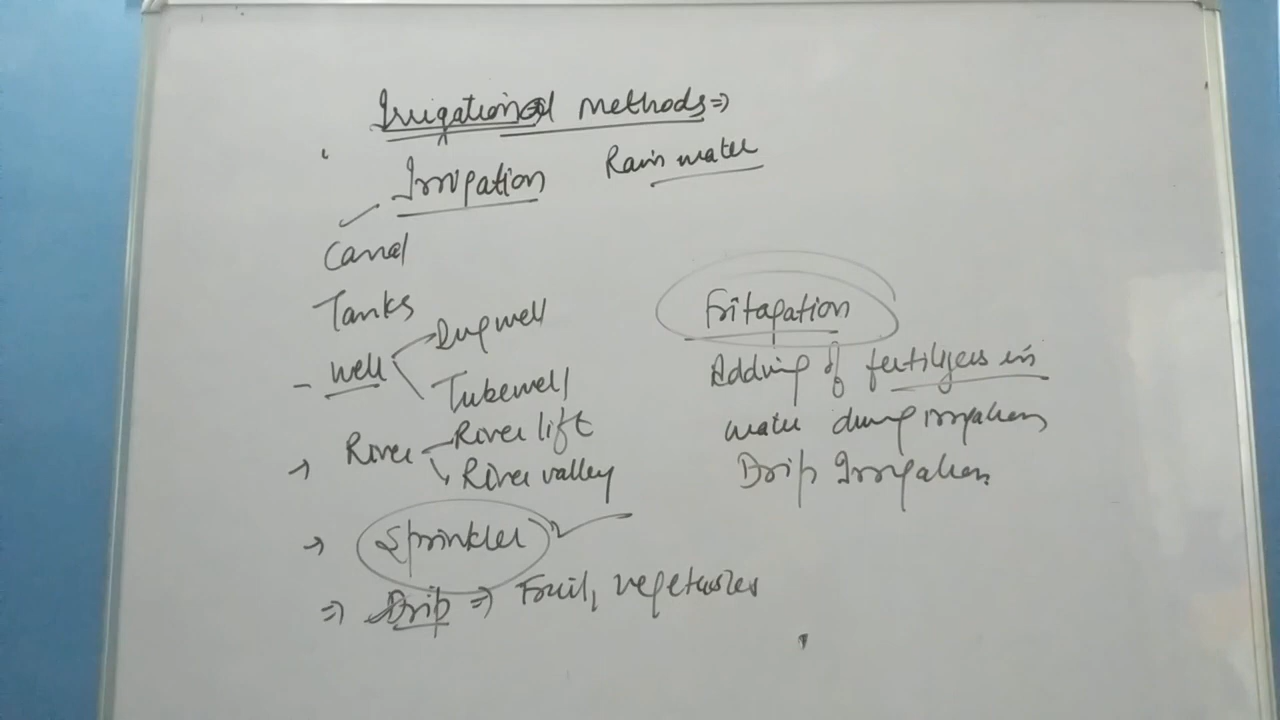 Irrigational methods⇒
Irrigation Rain water
Canal
Tanks
- Well Dugwell
Tubewell
→ River River lift
River valley
→ Sprinkler
⇒ Drip ⇒ Fruit, vegetables
Fritagation
Adding of fertilizers in
water during irrigation
Drip Irrigation